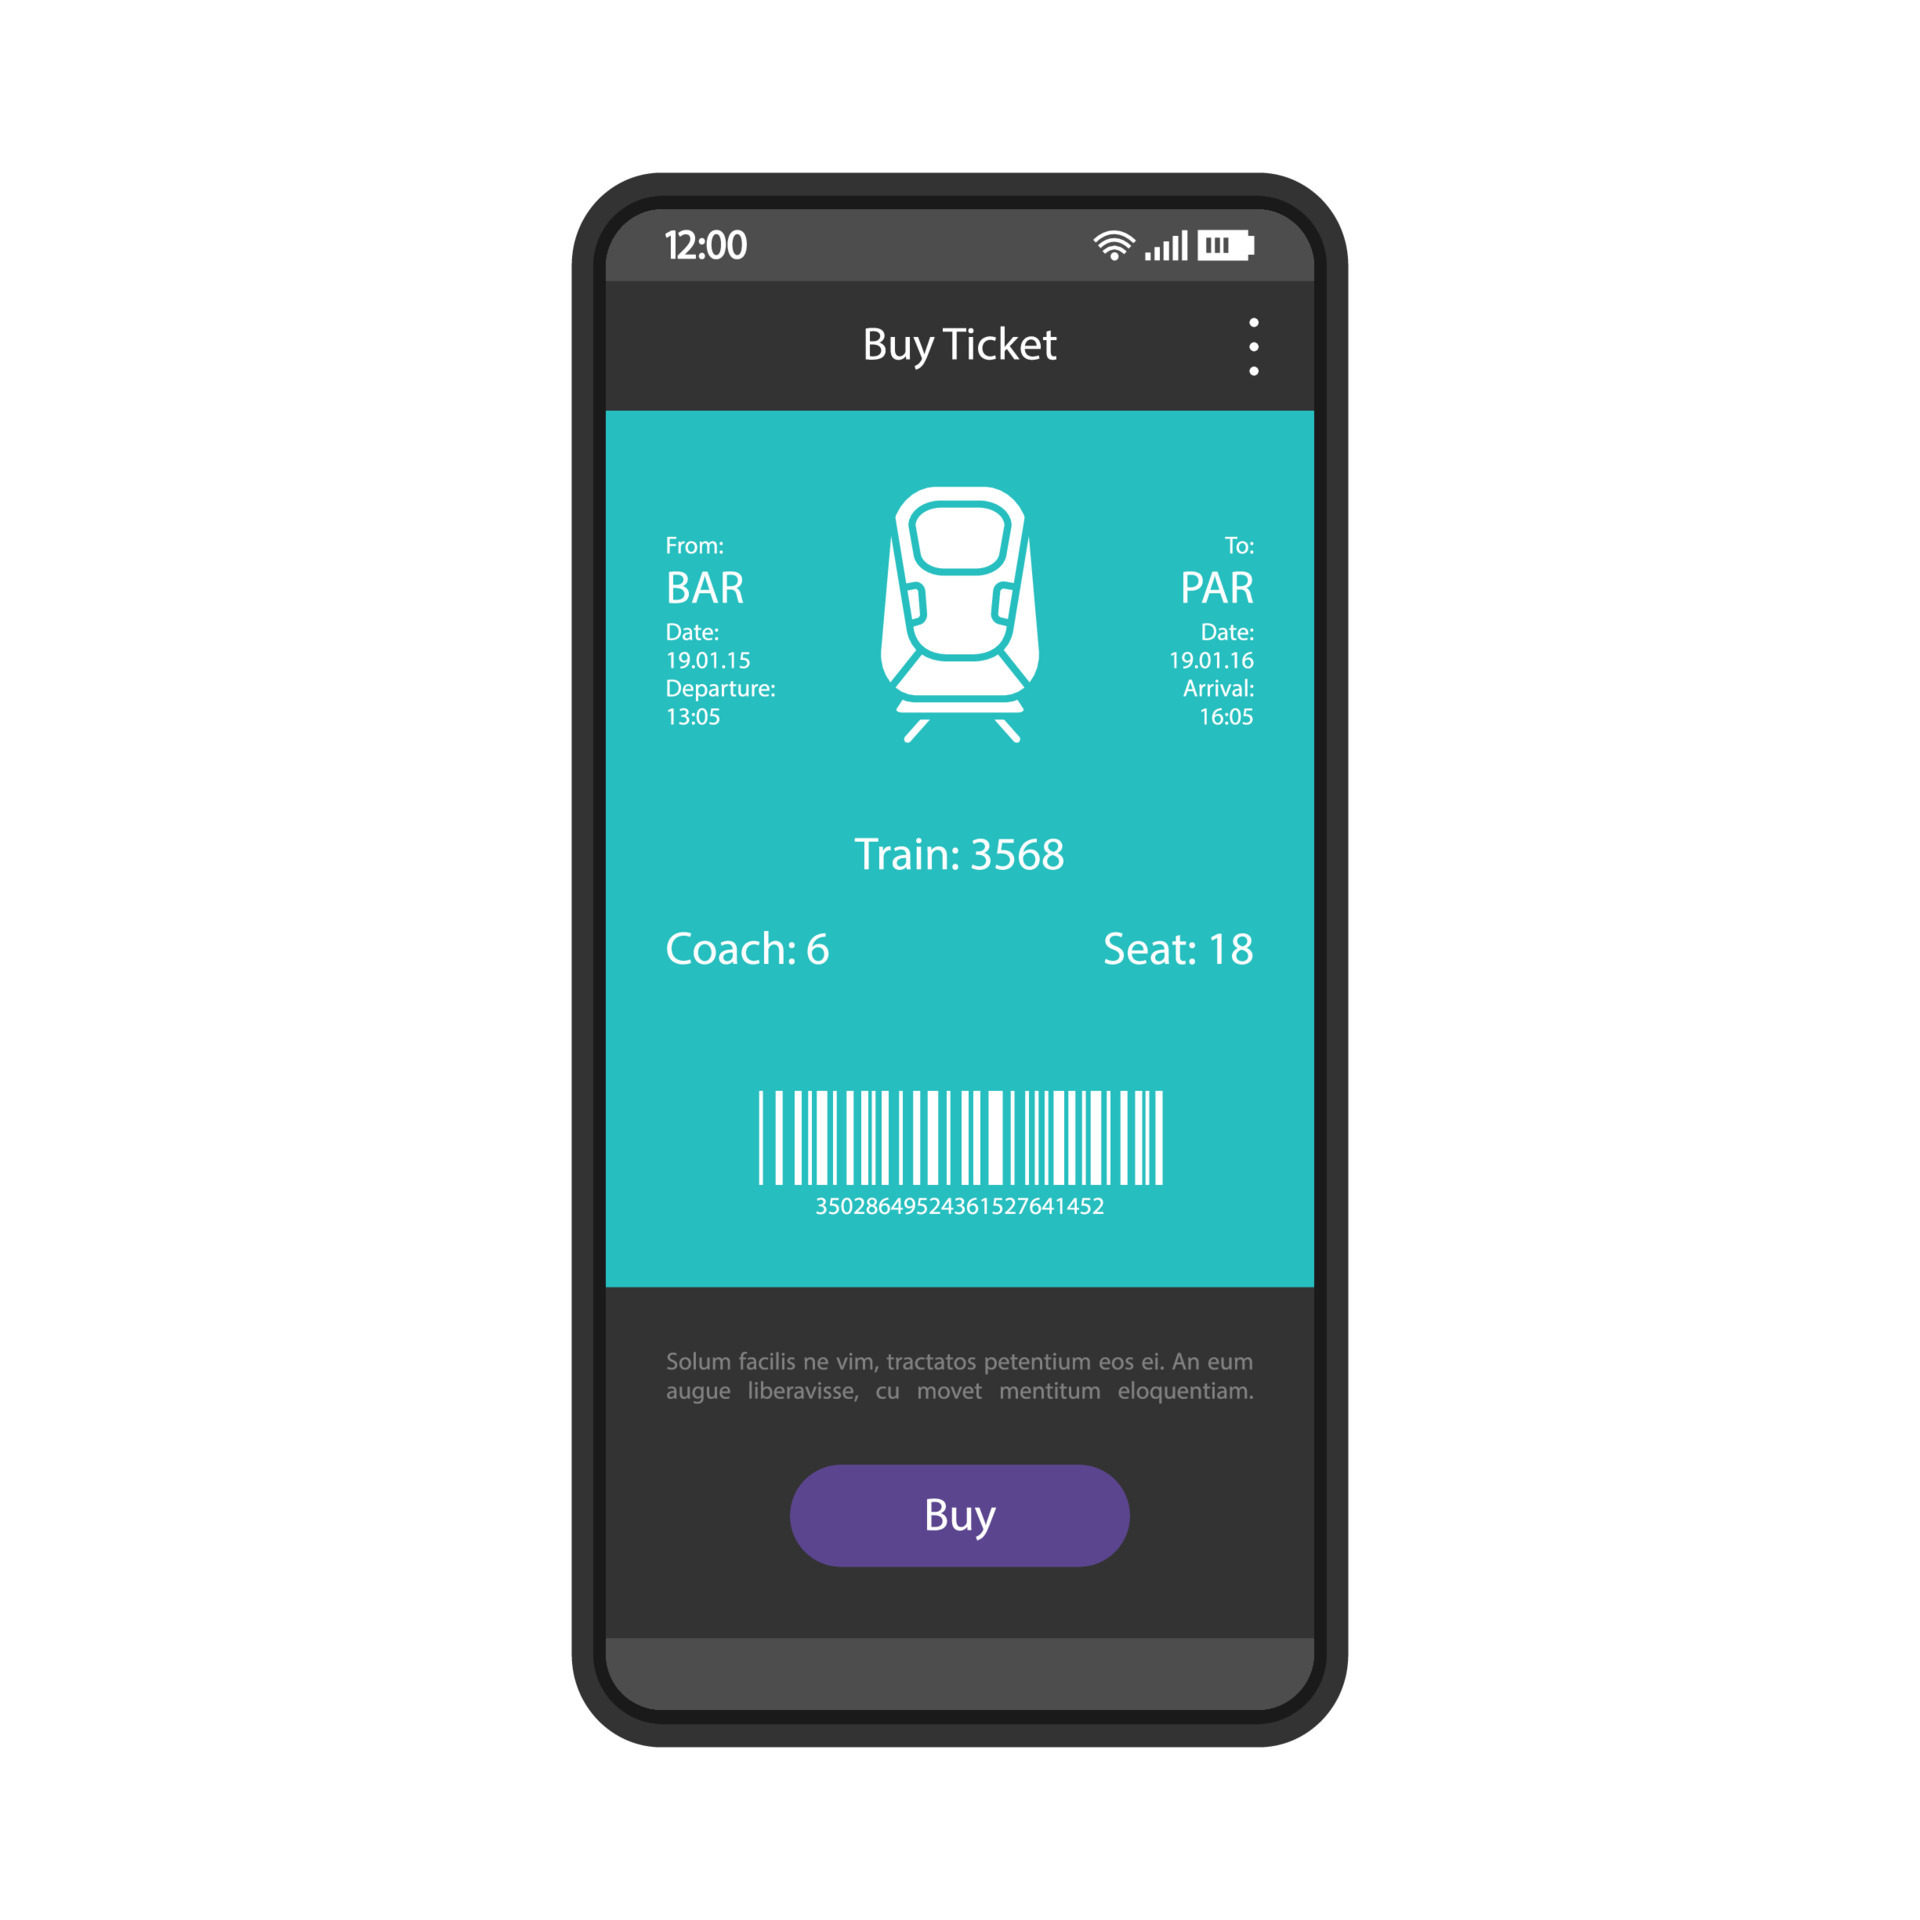 12:00
Buy Ticket
From:
BAR
Date:
19.01.15
Departure:
13:05
To:
PAR
Date:
19.01.16
Arrival:
16:05
Train: 3568
Coach: 6
Seat: 18
35028649524361527641452
Solum facilis ne vim, tractatos petentium eos ei. An eum
augue liberavisse, cu movet mentitum eloquentiam.
Buy